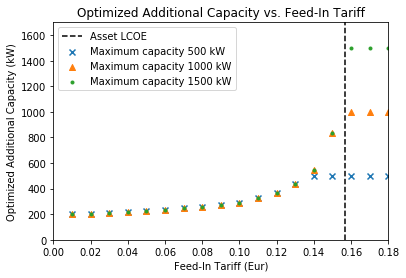 Optimized Additional Capacity vs. Feed-In Tariff
Optimized Additional Capacity (kW)
1600
1400
1200
1000
800
600
400
200
0
Asset LCOE
Maximum capacity 500 kW
Maximum capacity 1000 kW
Maximum capacity 1500 kW
0.00 0.02 0.04 0.06 0.08 0.10 0.12 0.14 0.16 0.18
Feed-In Tariff (Eur)